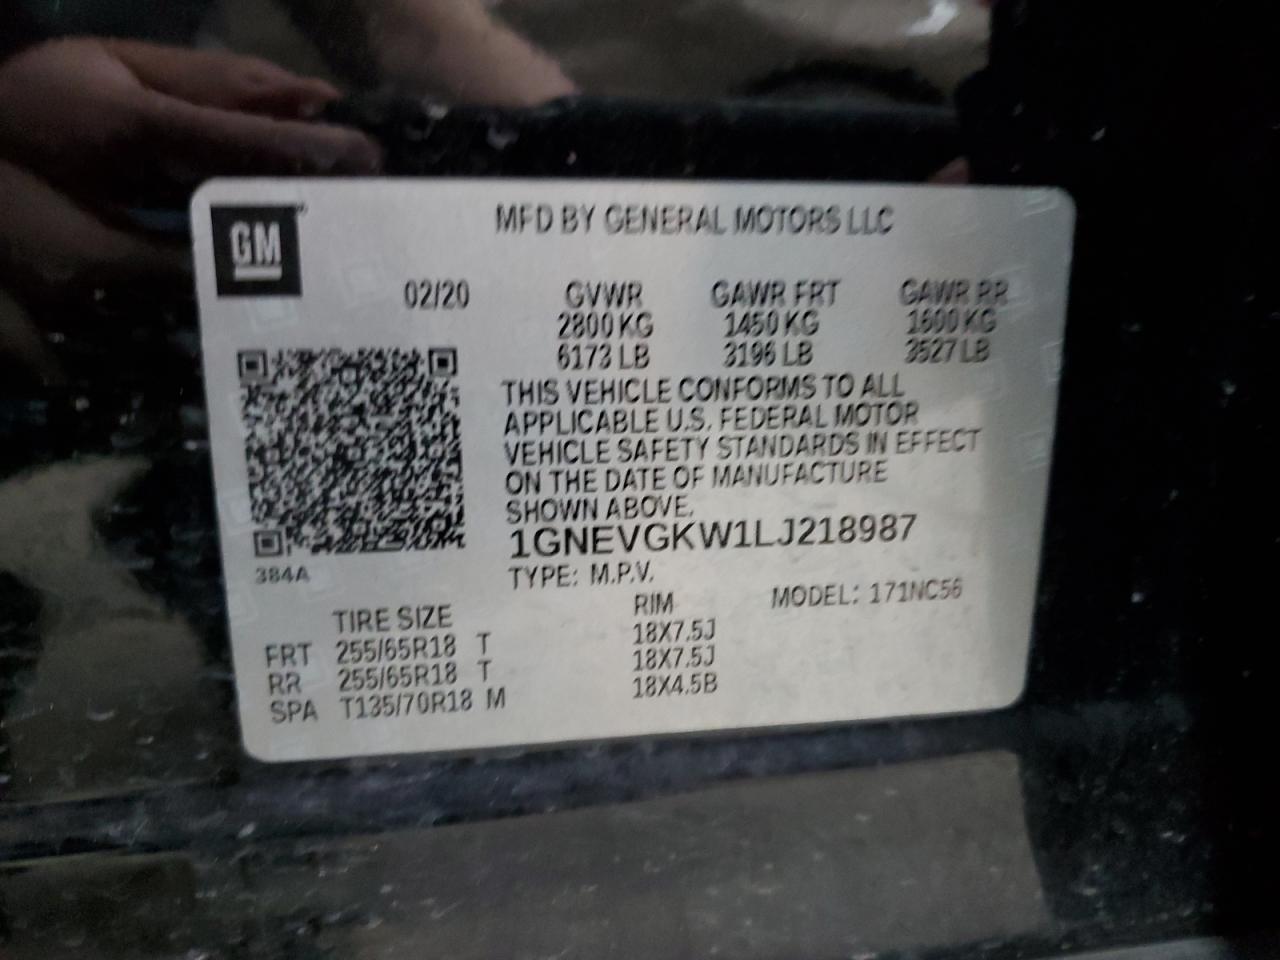 GM
MFD BY GENERAL MOTORS LLC
02/20 GVWR GAWR FRT GAWR RR
2800 KG 1450 KG 1600 KG
6173 LB 3196 LB 3527 LB
THIS VEHICLE CONFORMS TO ALL
APPLICABLE U.S. FEDERAL MOTOR
VEHICLE SAFETY STANDARDS IN EFFECT
ON THE DATE OF MANUFACTURE
SHOWN ABOVE.
1GNEVGKW1LJ218987
384A
TYPE: M.P.V. MODEL: 171NC56
TIRE SIZE RIM
FRT 255/65R18 T 18X7.5J
RR 255/65R18 T 18X7.5J
SPA T135/70R18 M 18X4.5B